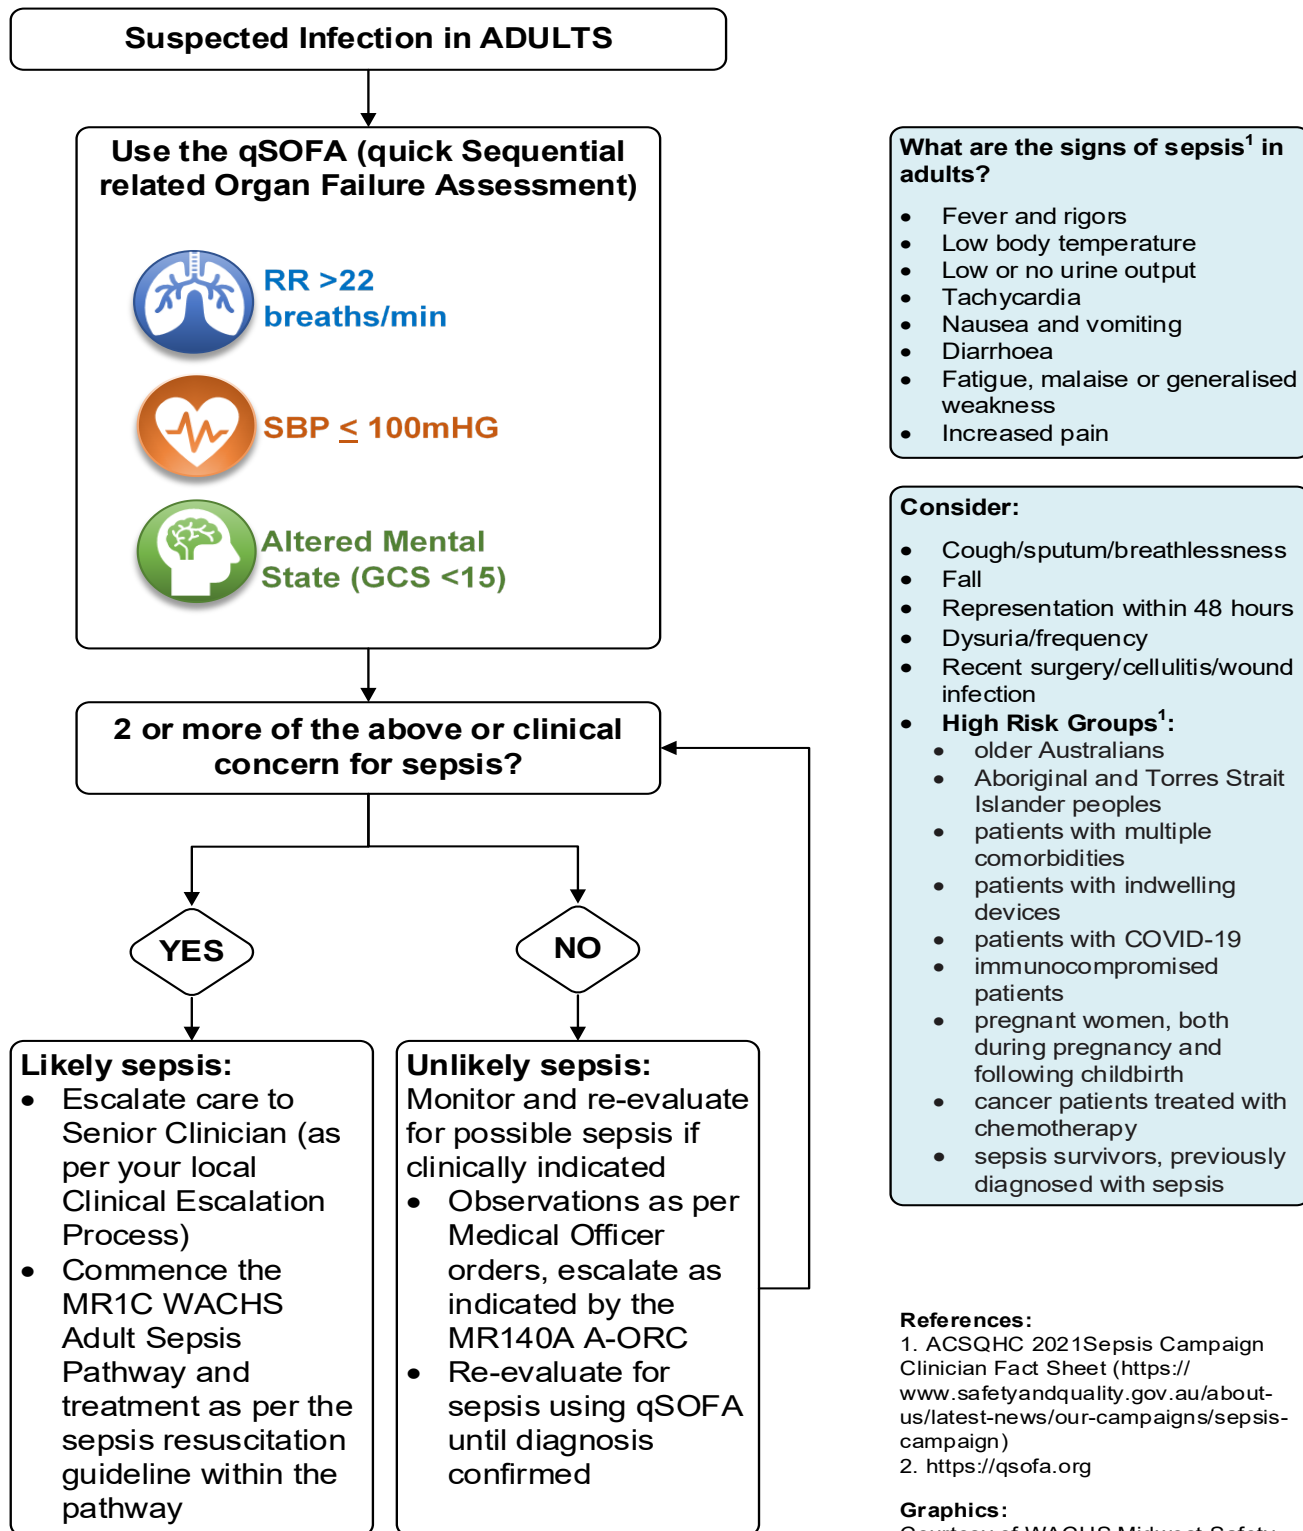 Suspected Infection in ADULTS
Use the qSOFA (quick Sequential
related Organ Failure Assessment)
RR >22
breaths/min
SBP ≤ 100mHG
Altered Mental
State (GCS <15)
2 or more of the above or clinical
concern for sepsis?
YES
NO
Likely sepsis:
• Escalate care to
Senior Clinician (as
per your local
Clinical Escalation
Process)
• Commence the
MR1C WACHS
Adult Sepsis
Pathway and
treatment as per the
sepsis resuscitation
guideline within the
pathway
Unlikely sepsis:
Monitor and re-evaluate
for possible sepsis if
clinically indicated
• Observations as per
Medical Officer
orders, escalate as
indicated by the
MR140A A-ORC
• Re-evaluate for
sepsis using qSOFA
until diagnosis
confirmed
What are the signs of sepsis¹ in
adults?
• Fever and rigors
• Low body temperature
• Low or no urine output
• Tachycardia
• Nausea and vomiting
• Diarrhoea
• Fatigue, malaise or generalised
weakness
• Increased pain
Consider:
• Cough/sputum/breathlessness
• Fall
• Representation within 48 hours
• Dysuria/frequency
• Recent surgery/cellulitis/wound
infection
• High Risk Groups¹:
• older Australians
• Aboriginal and Torres Strait
Islander peoples
• patients with multiple
comorbidities
• patients with indwelling
devices
• patients with COVID-19
• immunocompromised
patients
• pregnant women, both
during pregnancy and
following childbirth
• cancer patients treated with
chemotherapy
• sepsis survivors, previously
diagnosed with sepsis
References:
1. ACSQHC 2021Sepsis Campaign
Clinician Fact Sheet (https://
www.safetyandquality.gov.au/about-
us/latest-news/our-campaigns/sepsis-
campaign)
2. https://qsofa.org
Graphics:
Courtesy of WACHS Midwest Safety